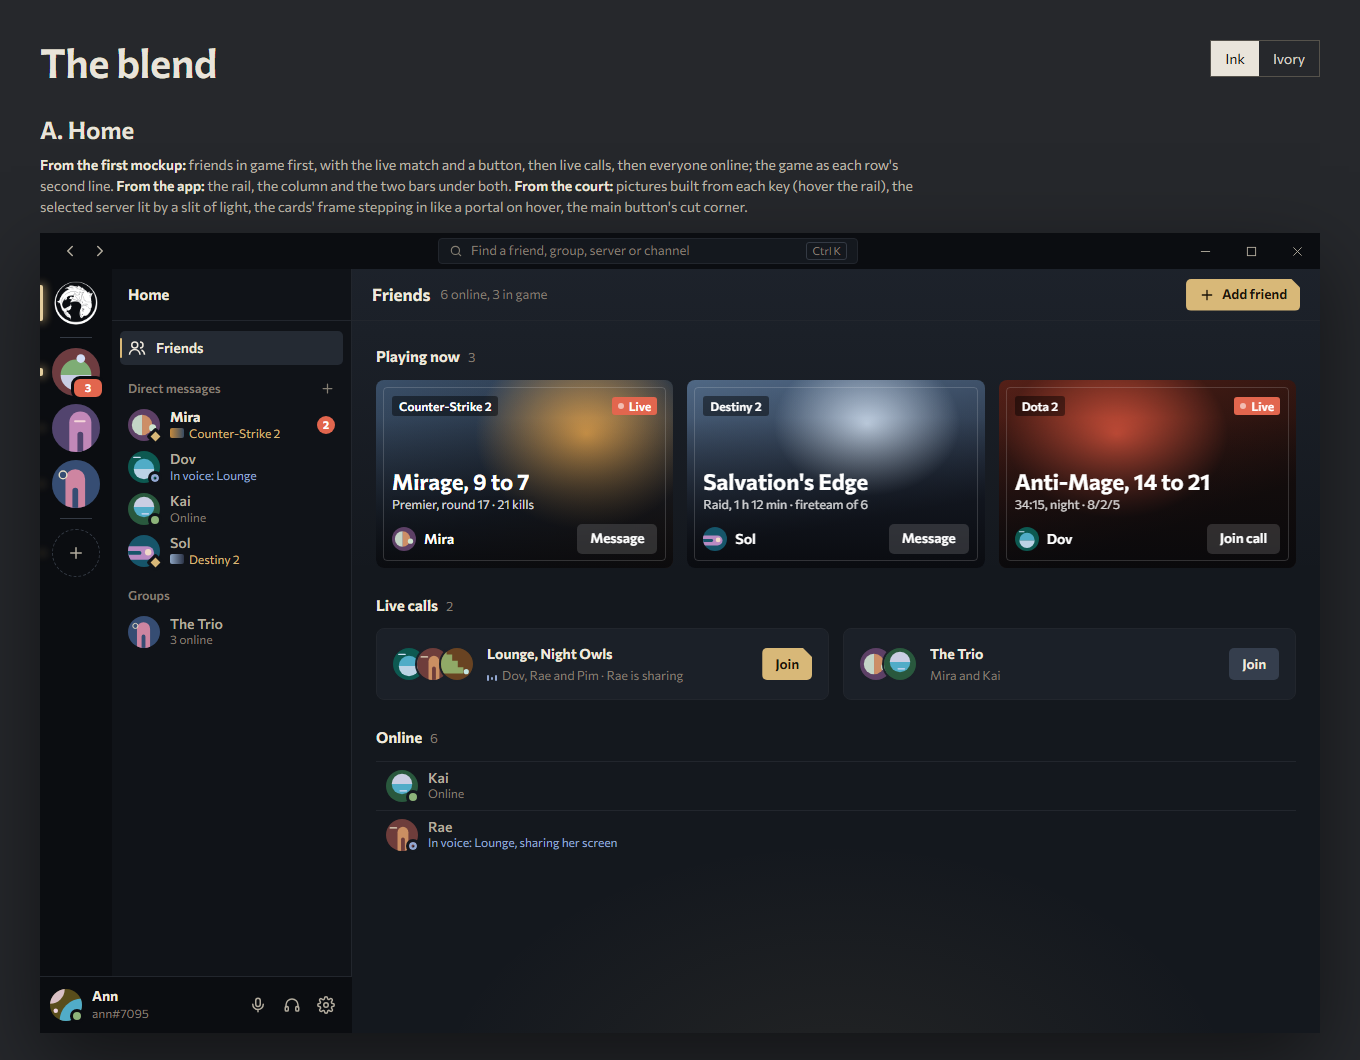 The blend
Ink
Ivory
A. Home
From the first mockup: friends in game first, with the live match and a button, then live calls, then everyone online; the game as each row's
second line. From the app: the rail, the column and the two bars under both. From the court: pictures built from each key (hover the rail), the
selected server lit by a slit of light, the cards' frame stepping in like a portal on hover, the main button's cut corner.
Find a friend, group, server or channel
Ctrl K
Home
Friends
6 online, 3 in game
Add friend
3
Friends
Direct messages
Mira
Counter-Strike 2
2
Dov
In voice: Lounge
Kai
Online
Sol
Destiny 2
Groups
The Trio
3 online
Ann
ann#7095
Playing now 3
Counter-Strike 2
Live
Mirage, 9 to 7
Premier, round 17 · 21 kills
Mira
Message
Destiny 2
Salvation's Edge
Raid, 1 h 12 min · fireteam of 6
Sol
Message
Dota 2
Live
Anti-Mage, 14 to 21
34:15, night · 8/2/5
Dov
Join call
Live calls 2
Lounge, Night Owls
Dov, Rae and Pim · Rae is sharing
Join
The Trio
Mira and Kai
Join
Online 6
Kai
Online
Rae
In voice: Lounge, sharing her screen